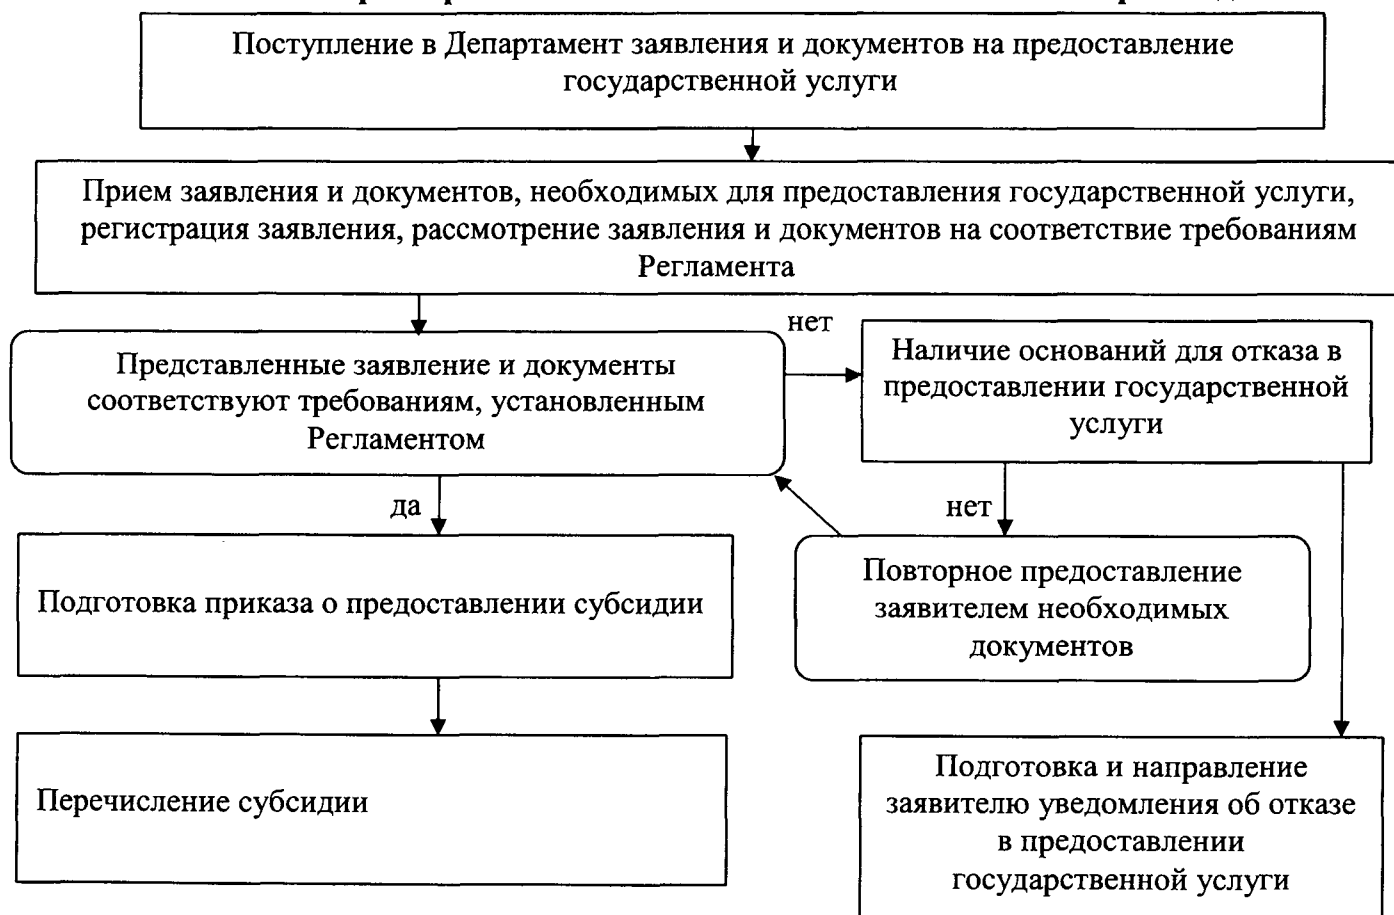 Поступление в Департамент заявления и документов на предоставление
государственной услуги
Прием заявления и документов, необходимых для предоставления государственной услуги,
регистрация заявления, рассмотрение заявления и документов на соответствие требованиям
Регламента
нет
Представленные заявление и документы
соответствуют требованиям, установленным
Регламентом
Наличие оснований для отказа в
предоставлении государственной
услуги
да
нет
Подготовка приказа о предоставлении субсидии
Повторное предоставление
заявителем необходимых
документов
Перечисление субсидии
Подготовка и направление
заявителю уведомления об отказе
в предоставлении
государственной услуги